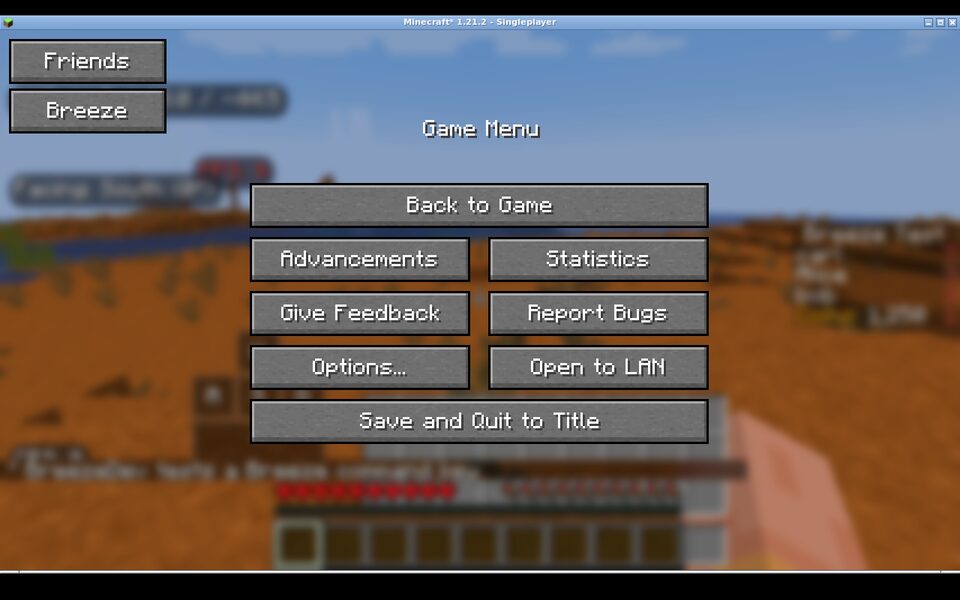 Minecraft* 1.21.2 - Singleplayer
Friends
Breeze
Game Menu
Back to Game
Advancements
Statistics
Give Feedback
Report Bugs
Options...
Open to LAN
Save and Quit to Title